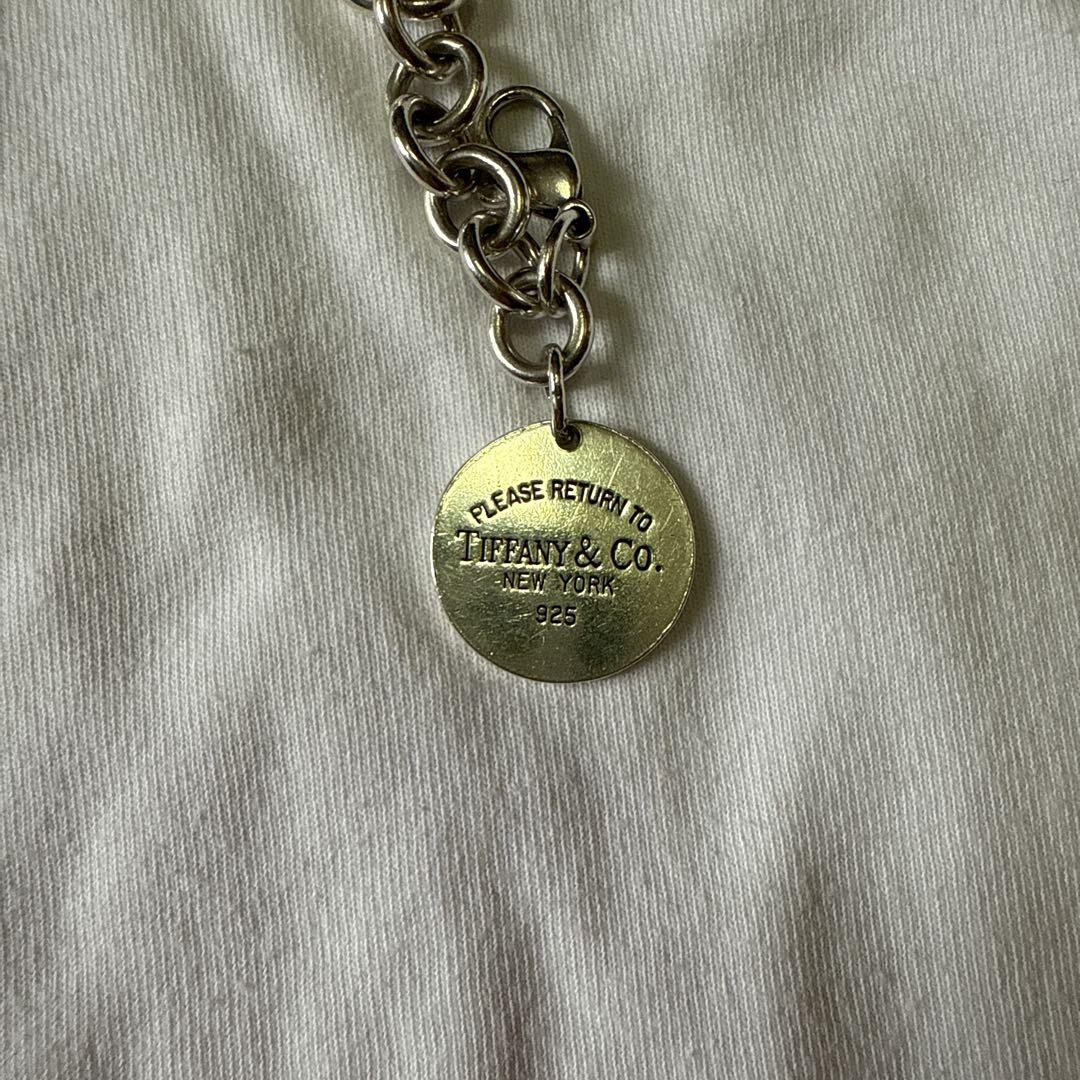 PLEASE RETURN TO
TIFFANY & CO.
NEW YORK
925